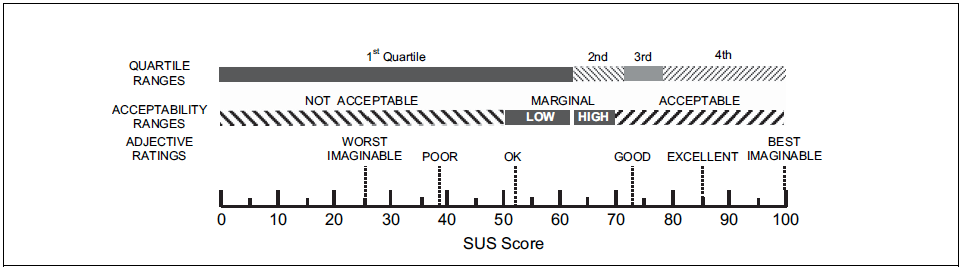 1st Quartile 2nd 3rd 4th
QUARTILE
RANGES
NOT ACCEPTABLE MARGINAL ACCEPTABLE
ACCEPTABILITY
RANGES
LOW HIGH
ADJECTIVE
RATINGS
WORST
IMAGINABLE
POOR
OK
GOOD
EXCELLENT
BEST
IMAGINABLE
0 10 20 30 40 50 60 70 80 90 100
SUS Score